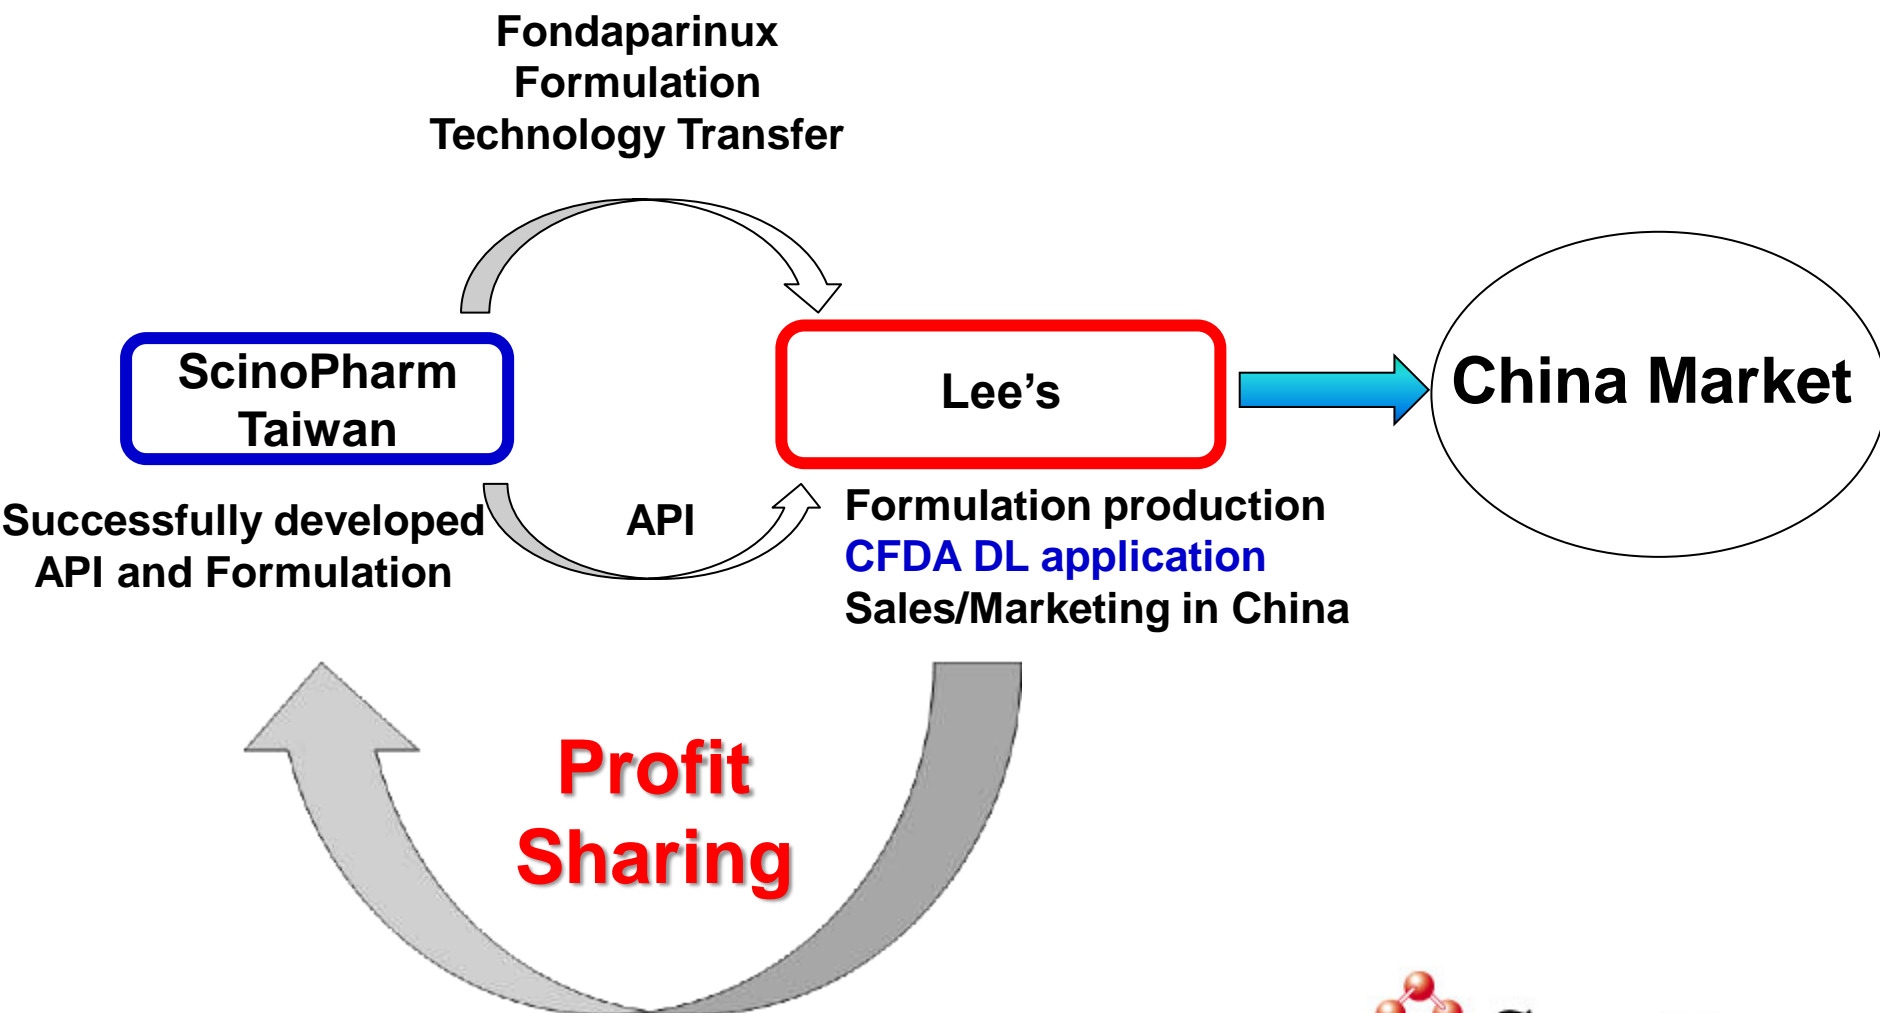 Fondaparinux
Formulation
Technology Transfer
ScinoPharm
Taiwan
Lee’s
China Market
Successfully developed
API and Formulation
API
Formulation production
CFDA DL application
Sales/Marketing in China
Profit
Sharing